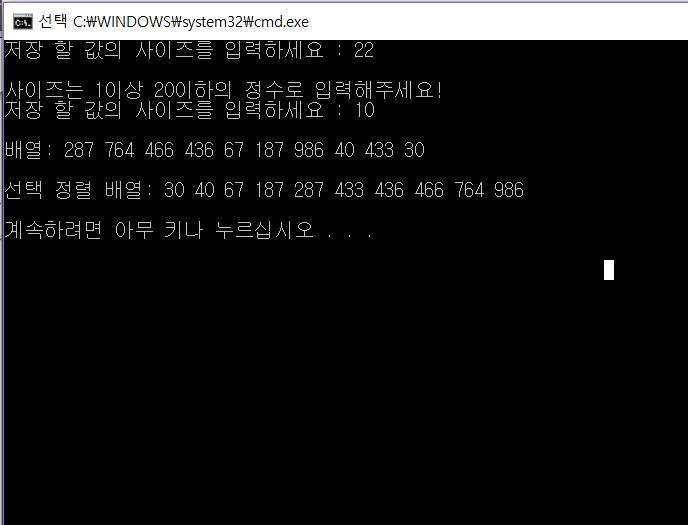 선택 C:₩WINDOWS₩system32₩cmd.exe
저장 할 값의 사이즈를 입력하세요 : 22
사이즈는 1이상 20이하의 정수로 입력해주세요!
저장 할 값의 사이즈를 입력하세요 : 10
배열: 287 764 466 436 67 187 986 40 433 30
선택 정렬 배열: 30 40 67 187 287 433 436 466 764 986
계속하려면 아무 키나 누르십시오 . . .